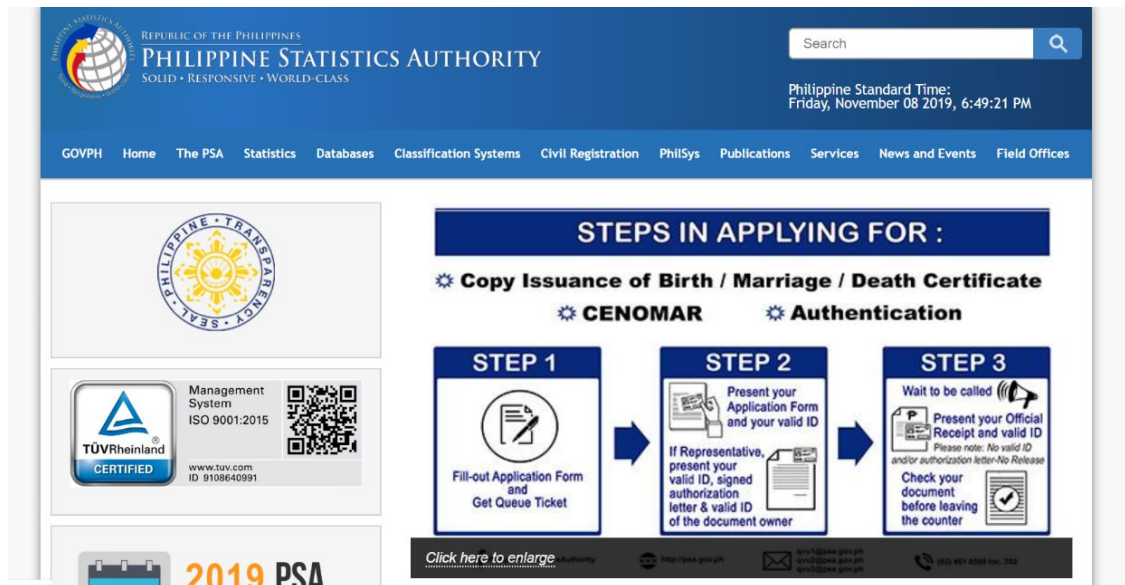 REPUBLIC OF THE PHILIPPINES
PHILIPPINE STATISTICS AUTHORITY
SOLID • RESPONSIVE • WORLD-CLASS
Search
Philippine Standard Time:
Friday, November 08 2019, 6:49:21 PM
GOVPH Home The PSA Statistics Databases Classification Systems Civil Registration PhilSys Publications Services News and Events Field Offices
PHILIPPINE • TRANSPARENCY • SEAL •
Management
System
ISO 9001:2015
TÜVRheinland®
CERTIFIED
www.tuv.com
ID 9108640991
2019 PSA
STEPS IN APPLYING FOR :
Copy Issuance of Birth / Marriage / Death Certificate
CENOMAR Authentication
STEP 1
Fill-out Application Form
and
Get Queue Ticket
STEP 2
Present your
Application Form
and your valid ID
If Representative,
present your
valid ID, signed
authorization
letter & valid ID
of the document owner
STEP 3
Wait to be called
P
Present your Official
Receipt and valid ID
Please note: No valid ID
and/or authorization letter-No Release
Check your
document
before leaving
the counter
Click here to enlarge
http://psa.gov.ph